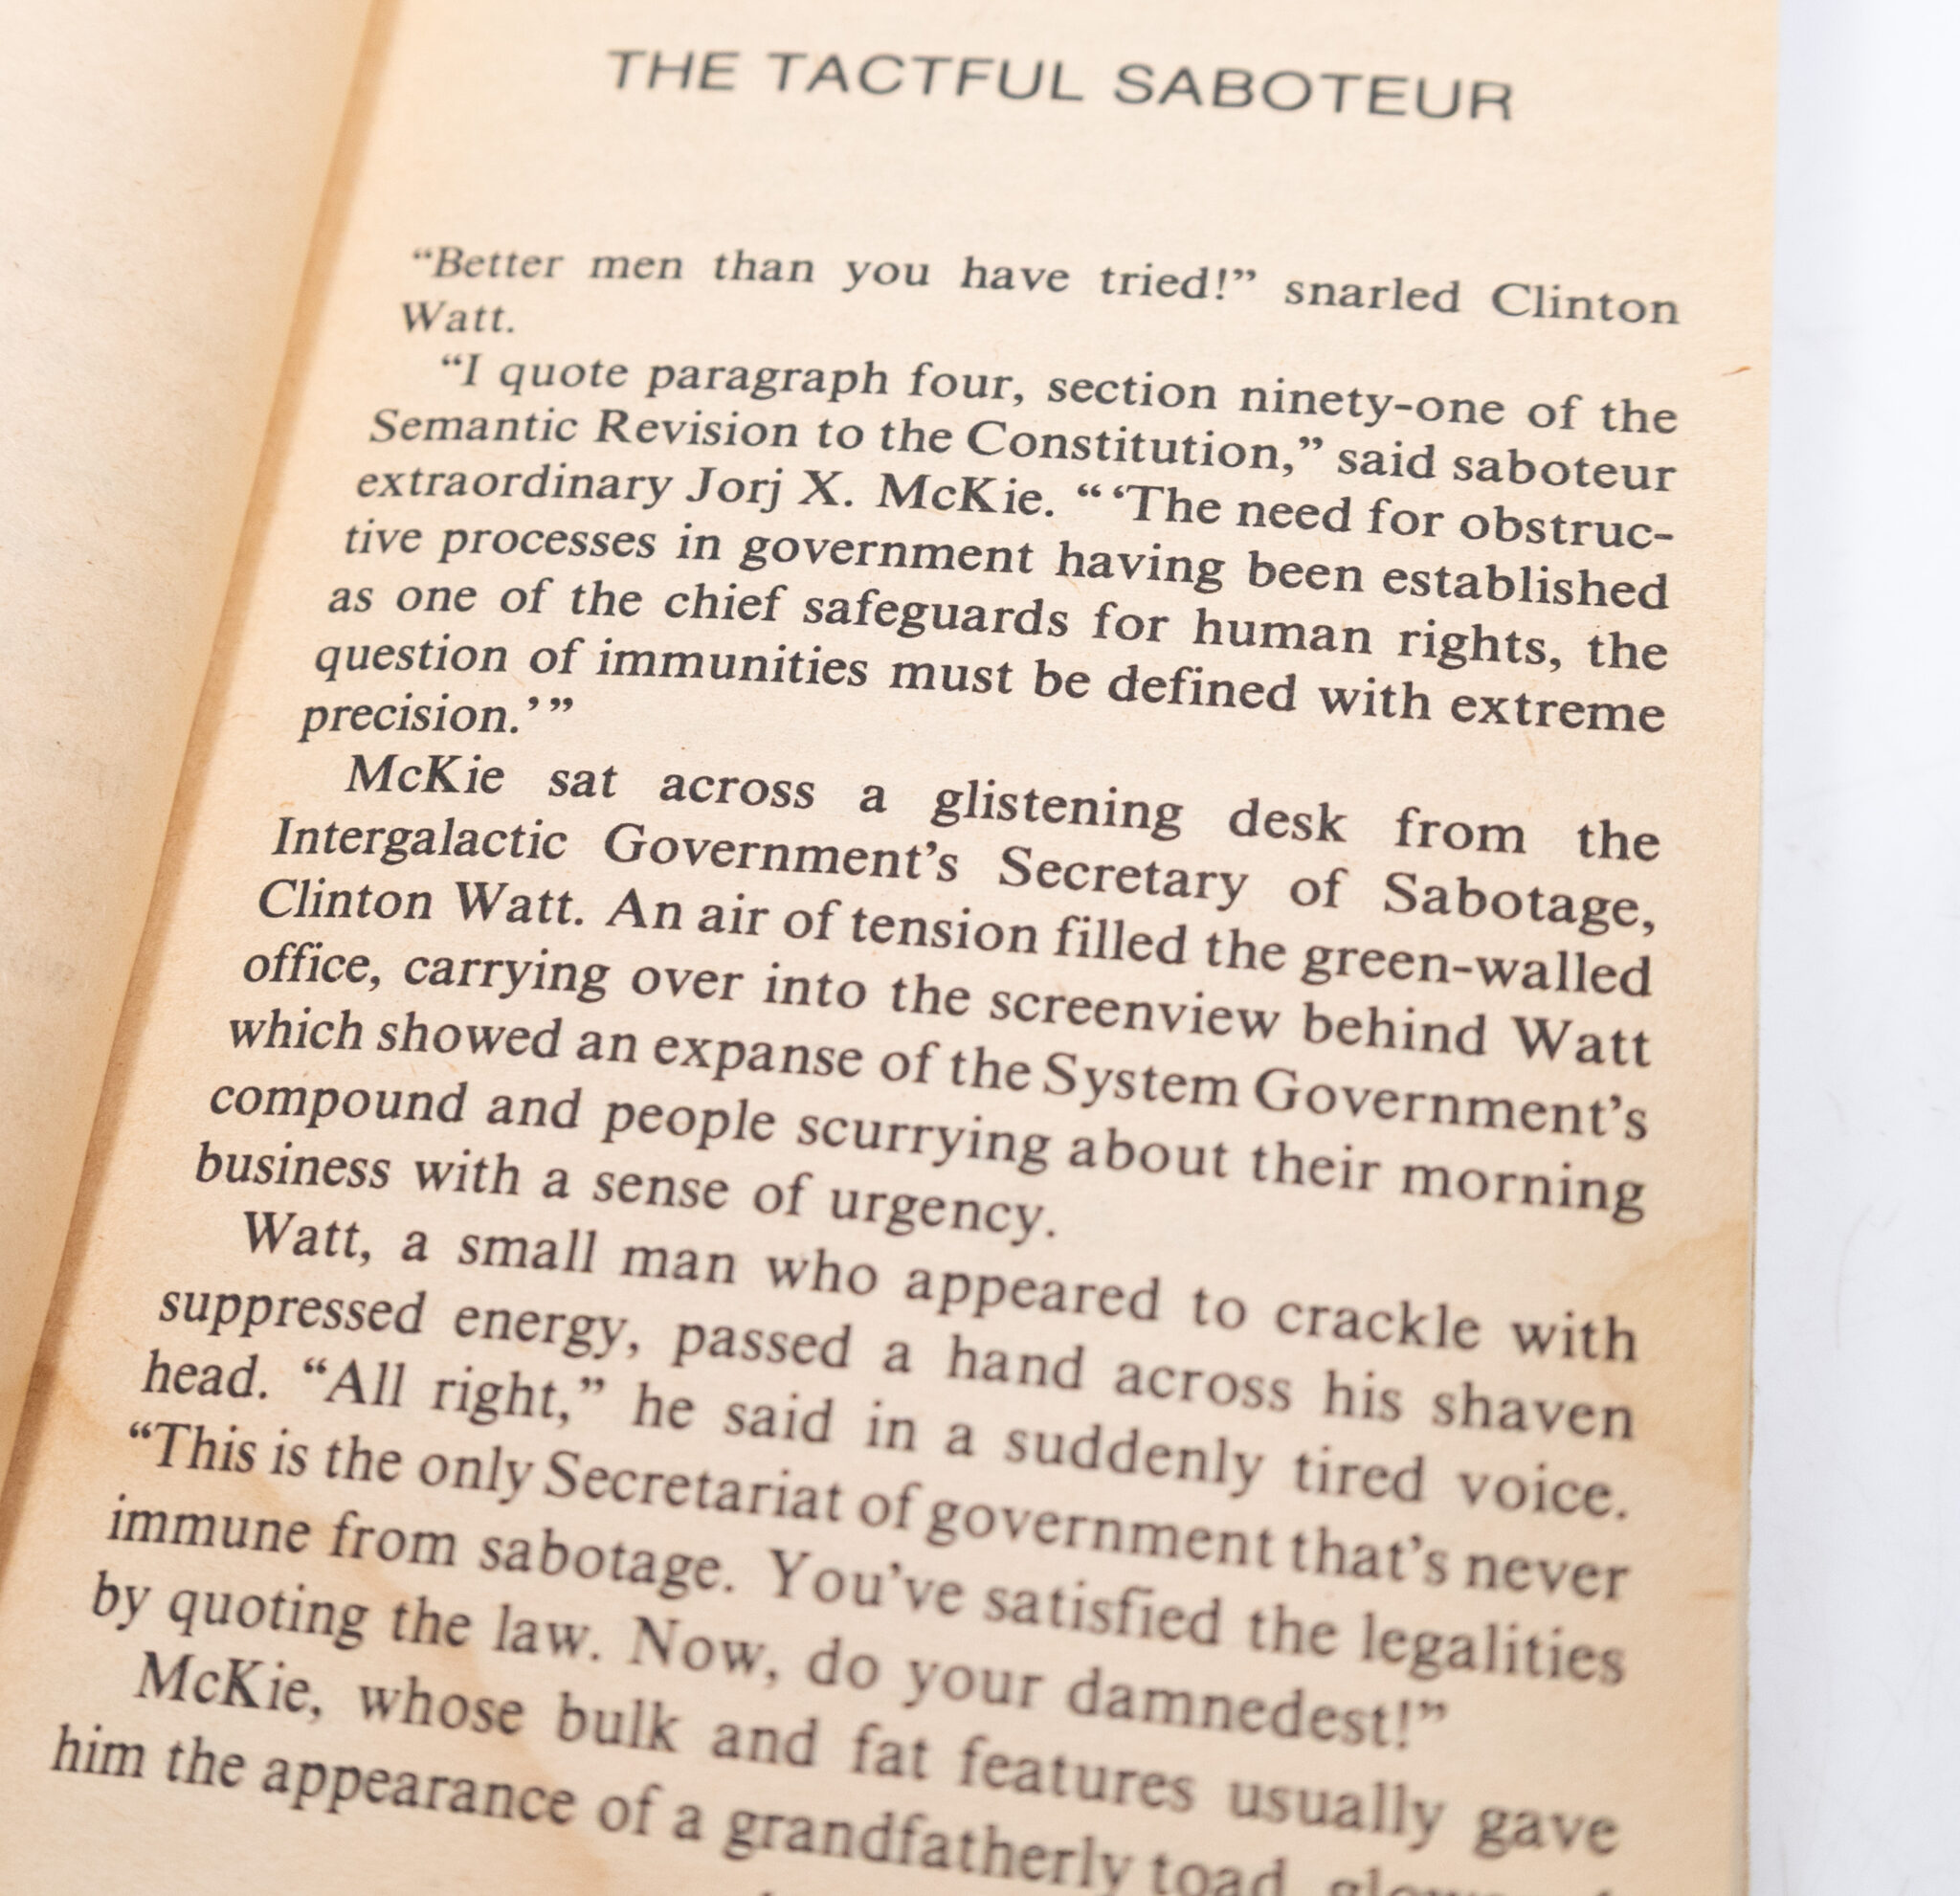 THE TACTFUL SABOTEUR
“Better men than you have tried!” snarled Clinton
Watt.
“I quote paragraph four, section ninety-one of the
Semantic Revision to the Constitution,” said saboteur
extraordinary Jorj X. McKie. “ ‘The need for obstruc-
tive processes in government having been established
as one of the chief safeguards for human rights, the
question of immunities must be defined with extreme
precision.’ ”
McKie sat across a glistening desk from the
Intergalactic Government’s Secretary of Sabotage,
Clinton Watt. An air of tension filled the green-walled
office, carrying over into the screenview behind Watt
which showed an expanse of the System Government’s
compound and people scurrying about their morning
business with a sense of urgency.
Watt, a small man who appeared to crackle with
suppressed energy, passed a hand across his shaven
head. “All right,” he said in a suddenly tired voice.
“This is the only Secretariat of government that’s never
immune from sabotage. You’ve satisfied the legalities
by quoting the law. Now, do your damnedest!”
McKie, whose bulk and fat features usually gave
him the appearance of a grandfatherly toad